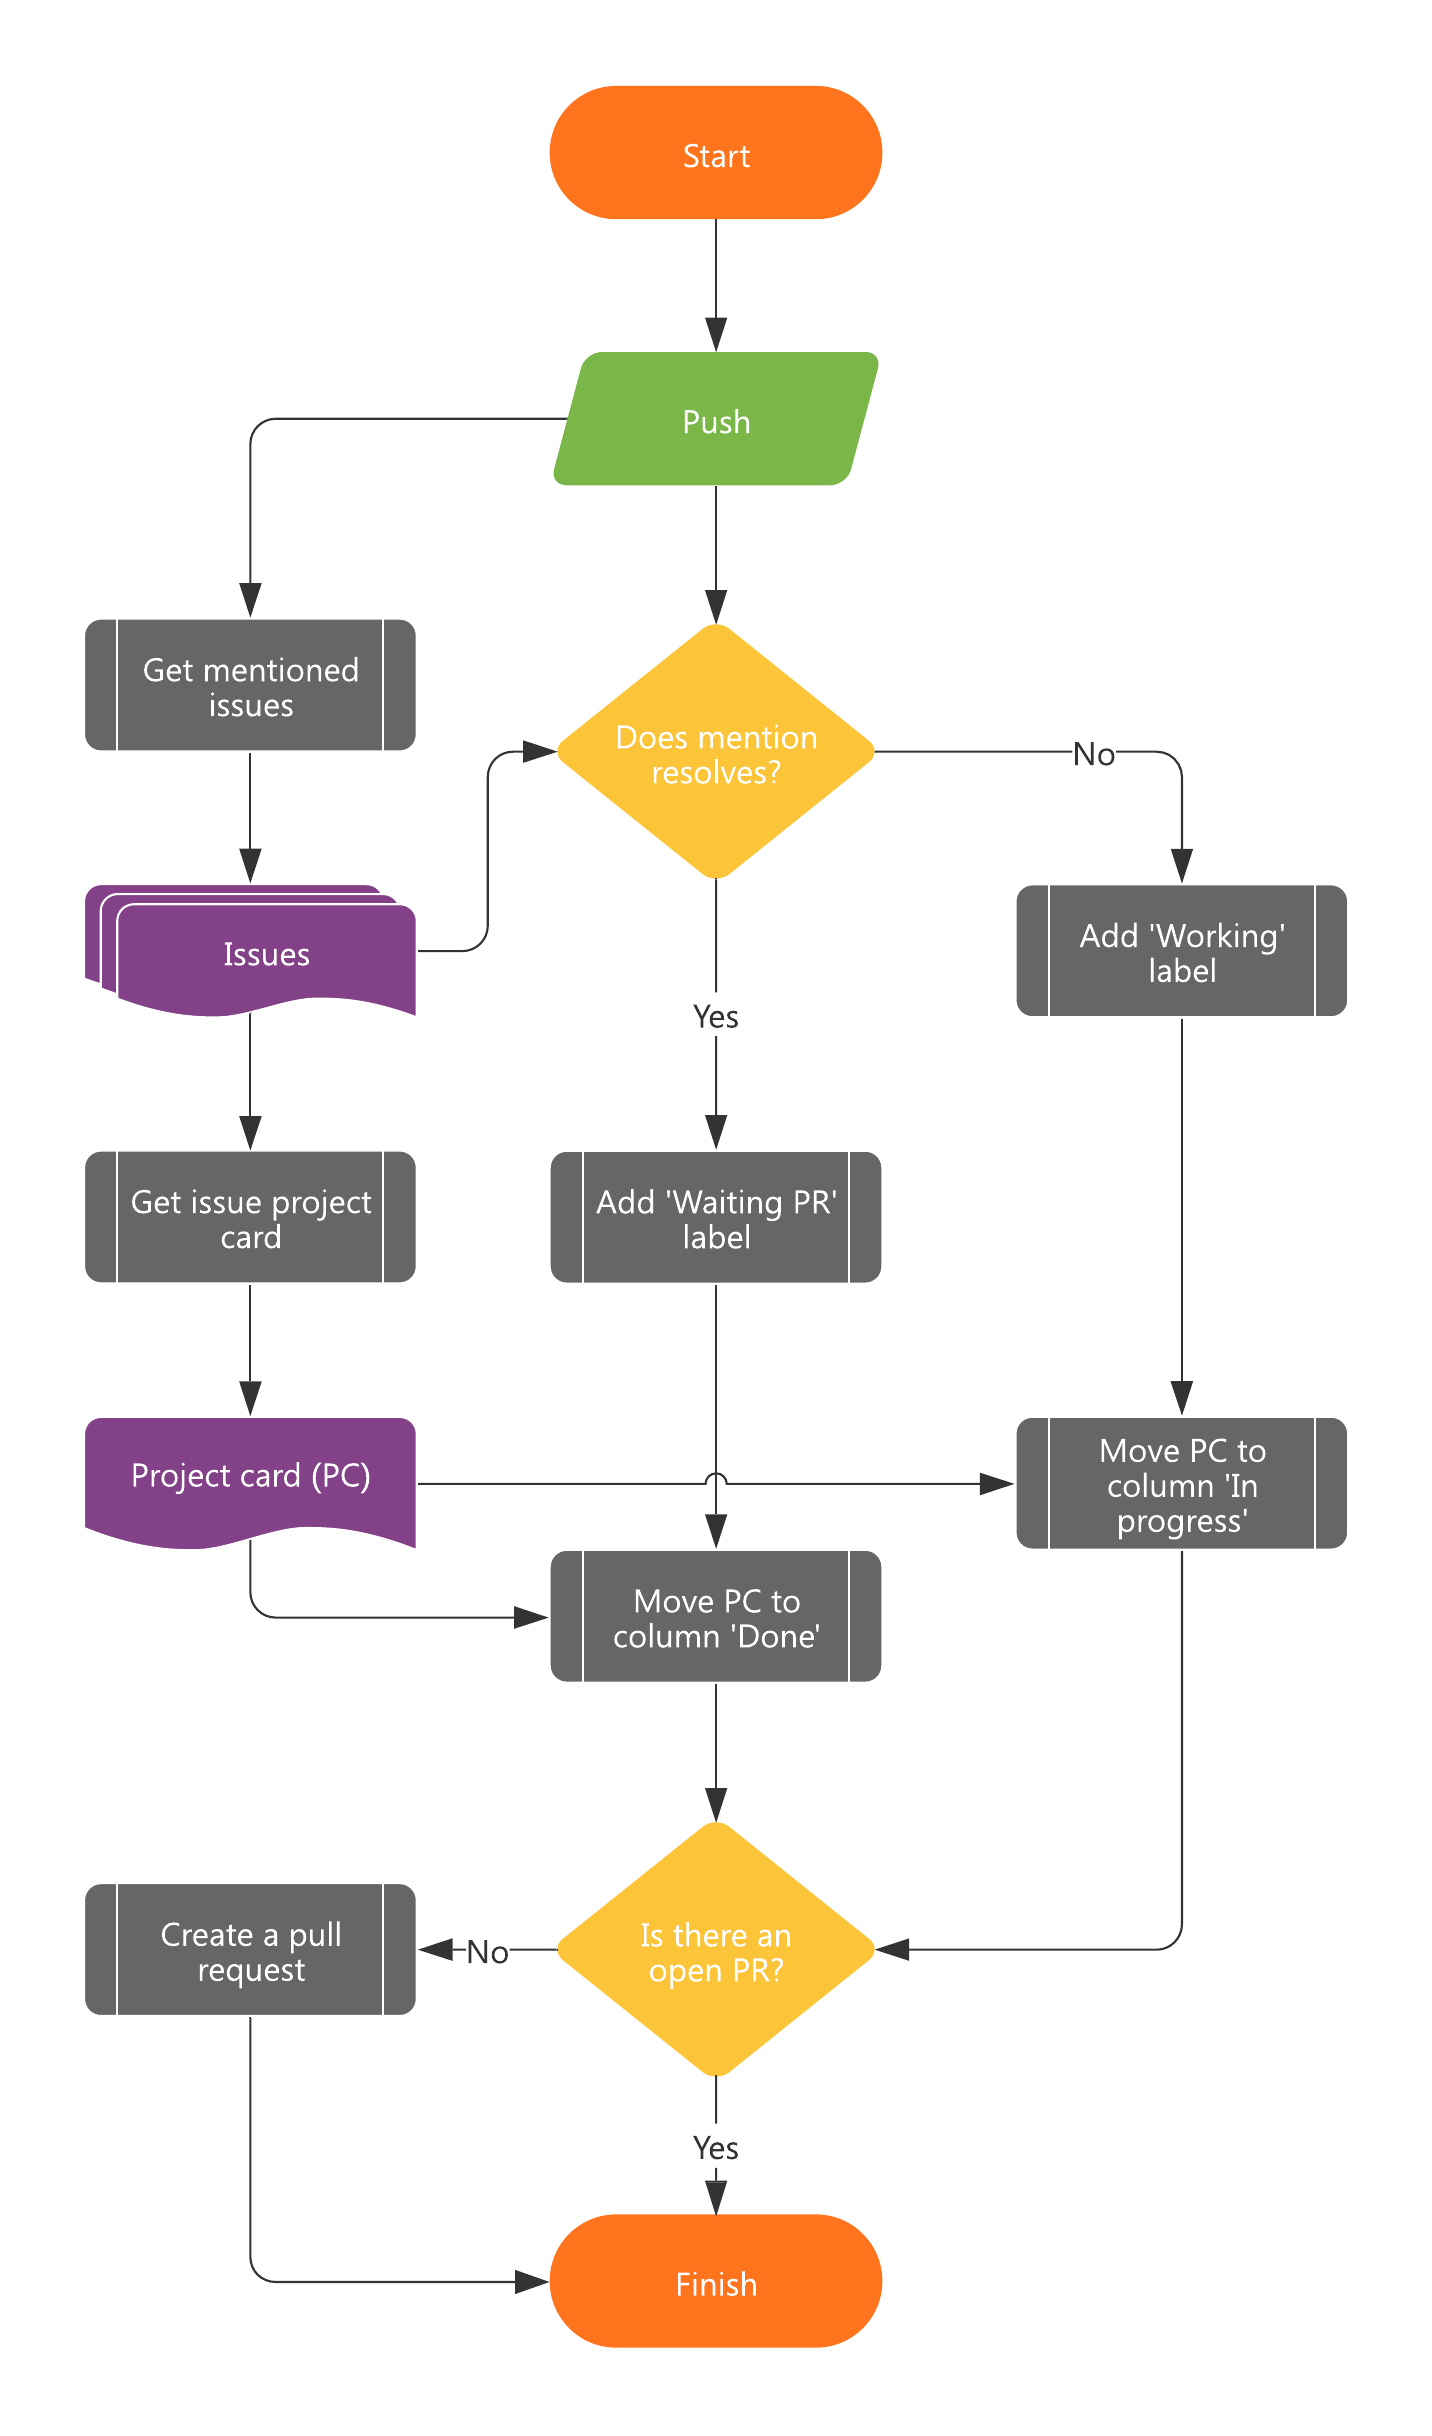 Start
Push
Get mentioned
issues
Does mention
resolves?
No
Issues
Add 'Working'
label
Yes
Get issue project
card
Add 'Waiting PR'
label
Project card (PC)
Move PC to
column 'In
progress'
Move PC to
column 'Done'
Create a pull
request
No
Is there an
open PR?
Yes
Finish